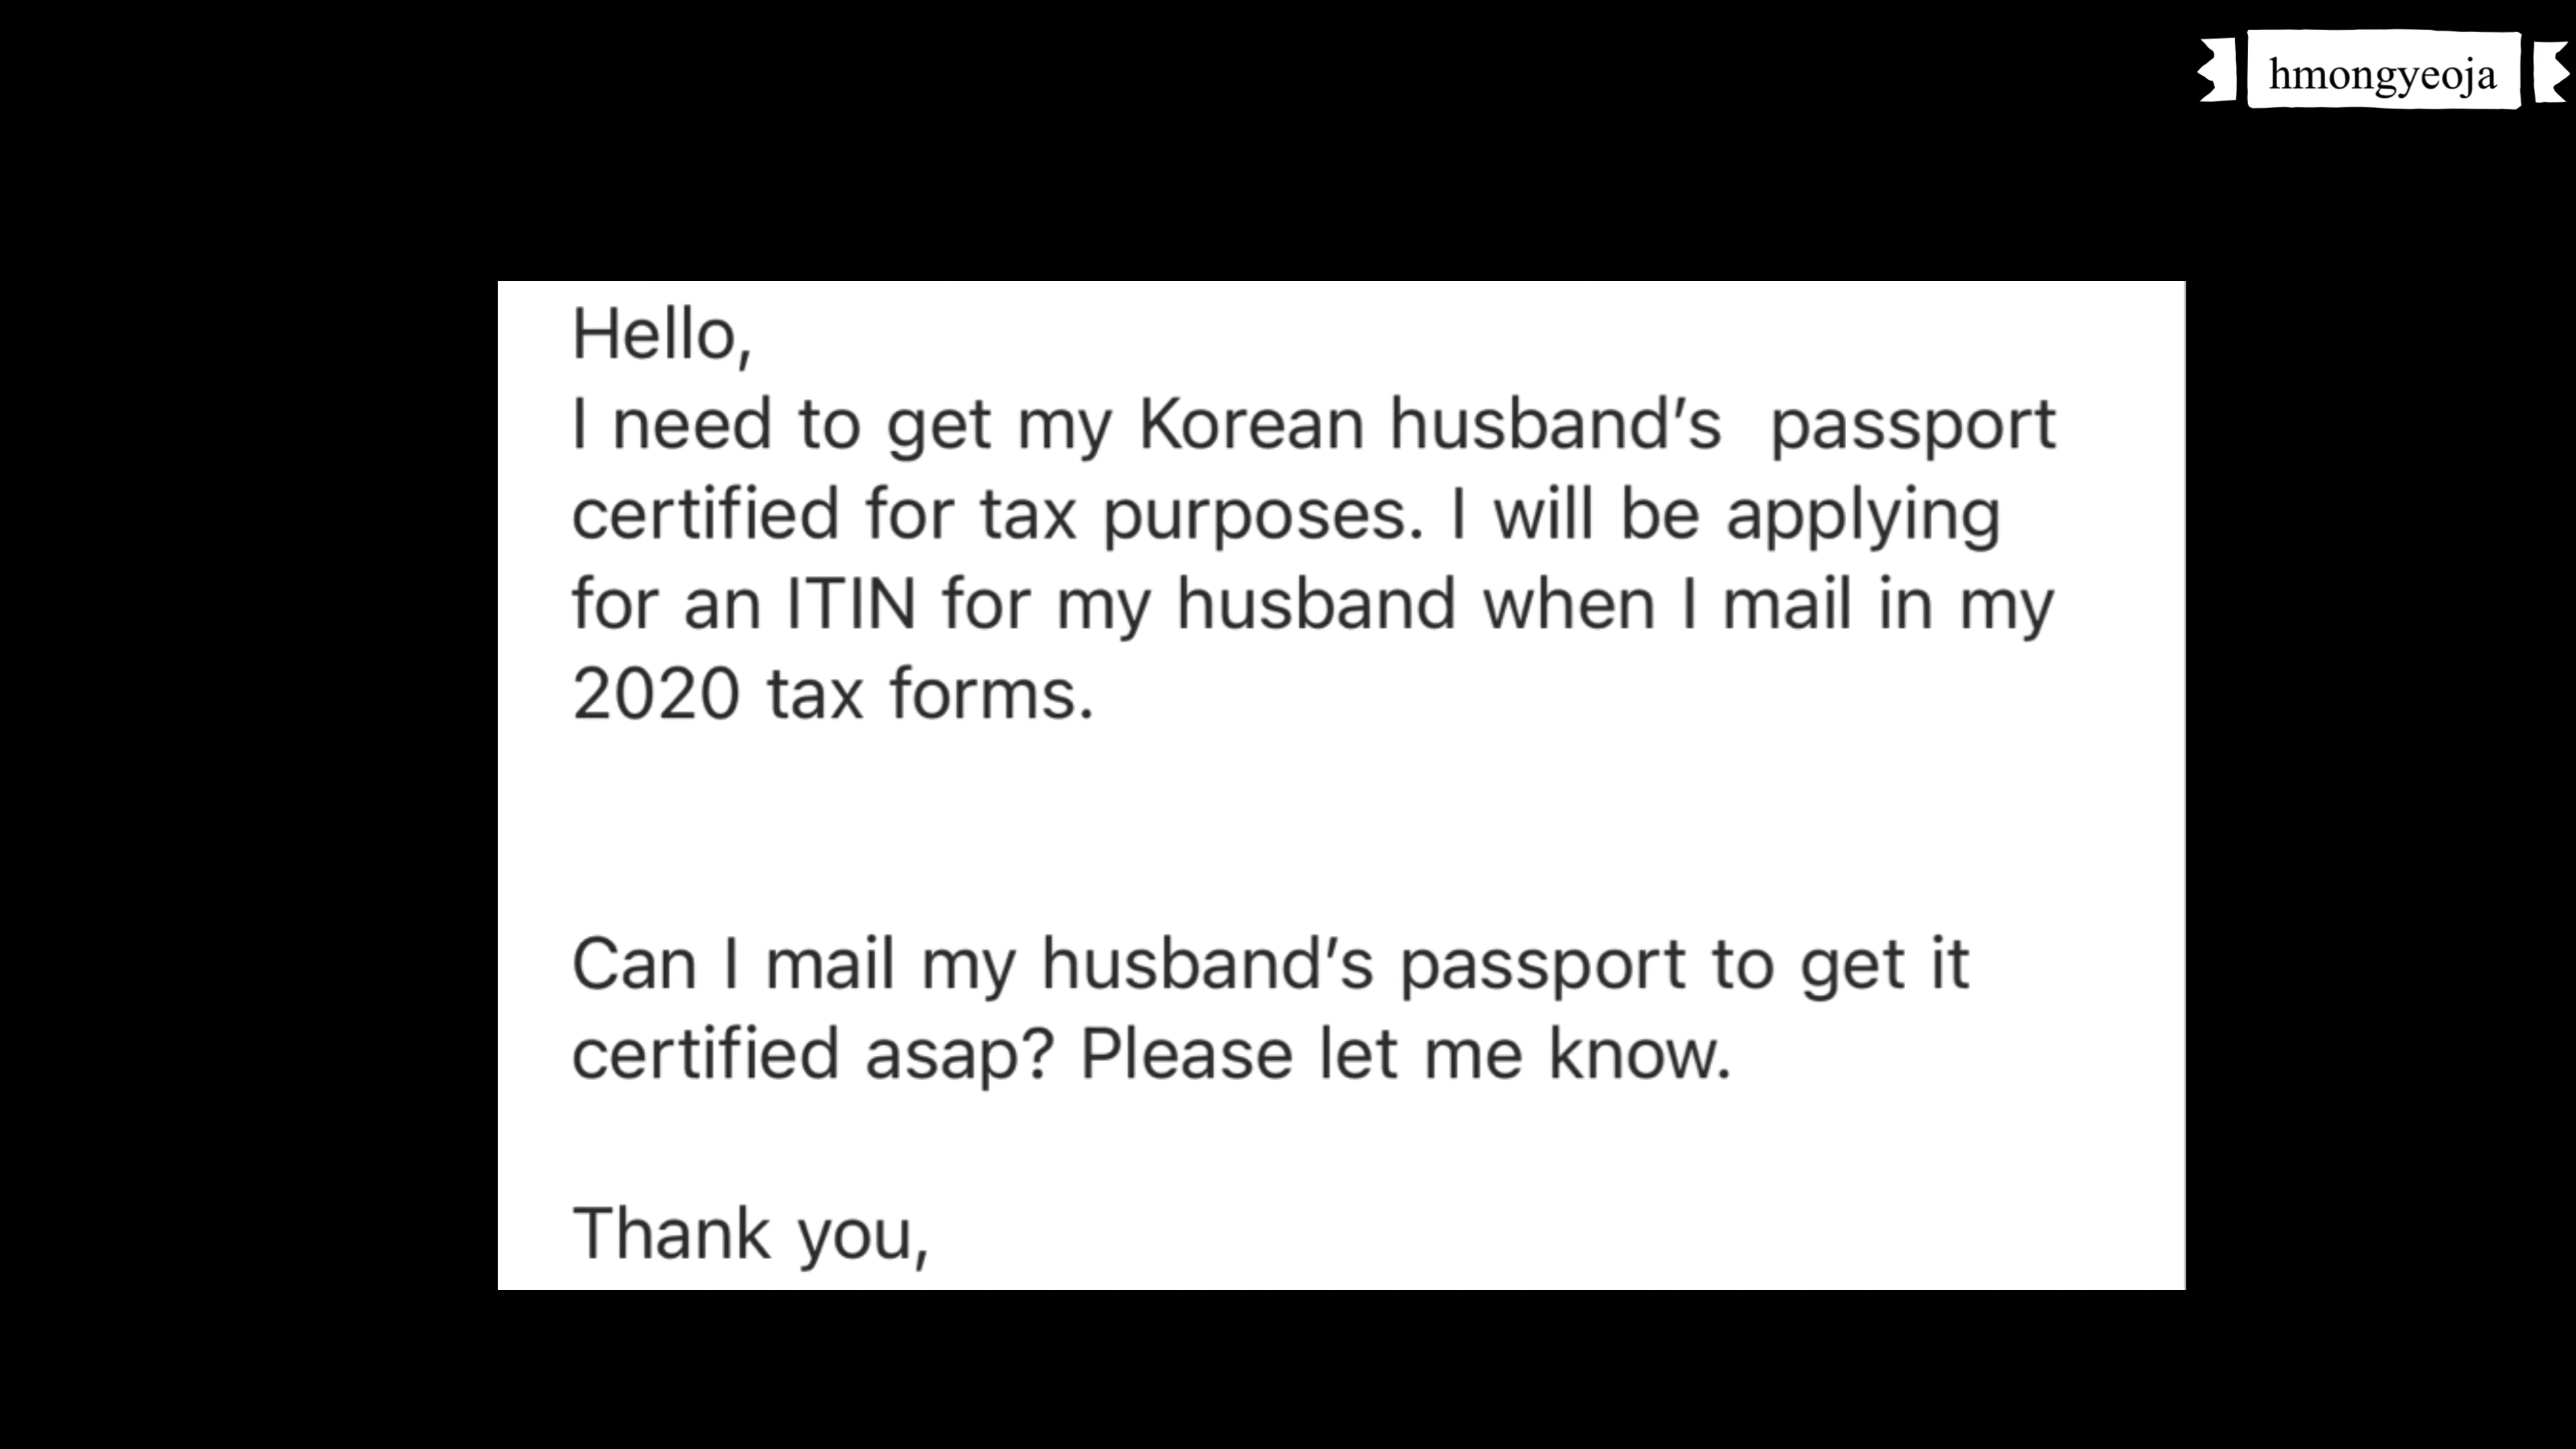 hmongyeoja
Hello,
I need to get my Korean husband’s  passport
certified for tax purposes. I will be applying
for an ITIN for my husband when I mail in my
2020 tax forms.
Can I mail my husband’s passport to get it
certified asap? Please let me know.
Thank you,